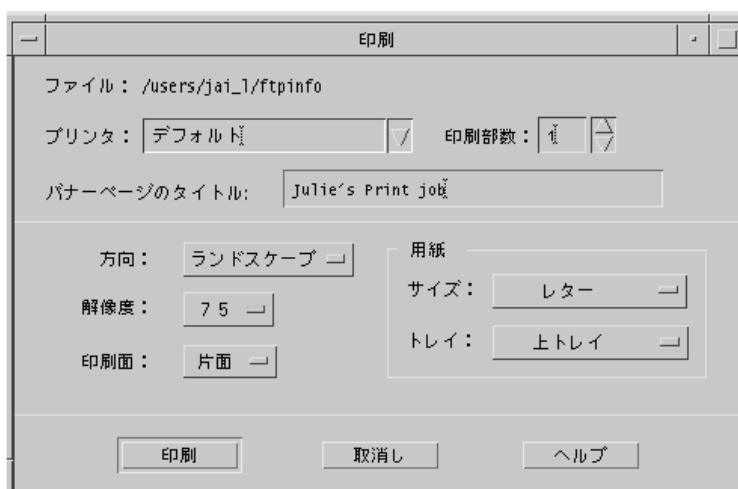 印刷
ファイル： /users/jai_l/ftpinfo
プリンタ： デフォルト 印刷部数： 1
バナーページのタイトル: Julie's Print job
方向： ランドスケープ
解像度： 75
印刷面： 片面
用紙
サイズ： レター
トレイ： 上トレイ
印刷 取消し ヘルプ